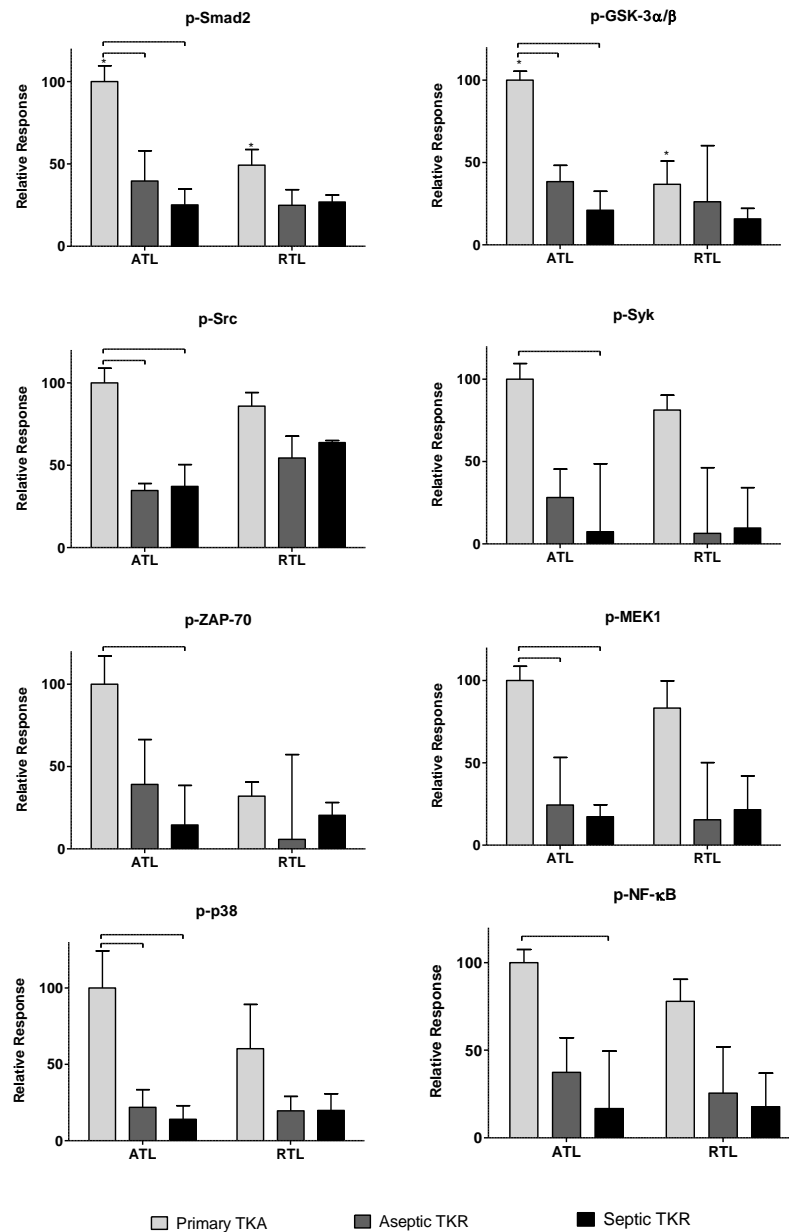 p-Smad2
Relative Response
100
50
0
*
*
ATL
RTL
p-GSK-3α/β
Relative Response
100
50
0
*
*
ATL
RTL
p-Src
Relative Response
100
50
0
ATL
RTL
p-Syk
Relative Response
100
50
0
ATL
RTL
p-ZAP-70
Relative Response
100
50
0
ATL
RTL
p-MEK1
Relative Response
100
50
0
ATL
RTL
p-p38
Relative Response
100
50
0
ATL
RTL
p-NF-κB
Relative Response
100
50
0
ATL
RTL
Primary TKA
Aseptic TKR
Septic TKR